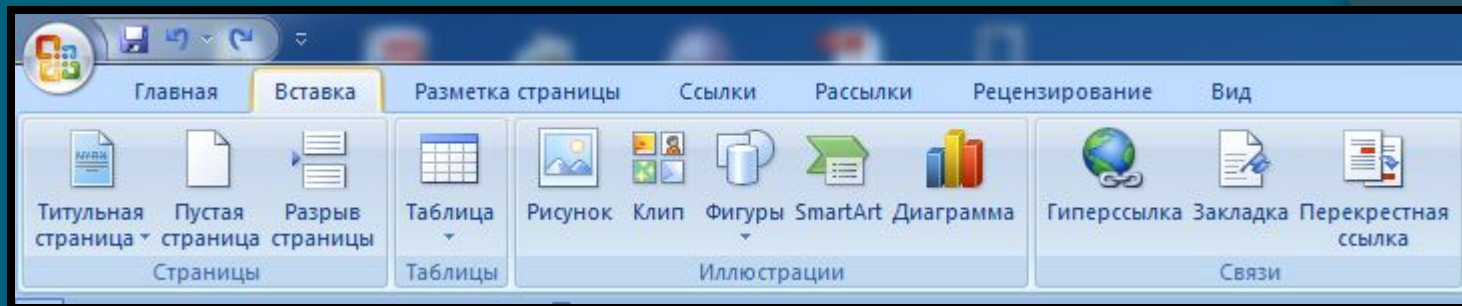 Главная Вставка Разметка страницы Ссылки Рассылки Рецензирование Вид
Титульная страница Пустая страница Разрыв страницы Таблица Рисунок Клип Фигуры SmartArt Диаграмма Гиперссылка Закладка Перекрестная ссылка
Страницы Таблицы Иллюстрации Связи